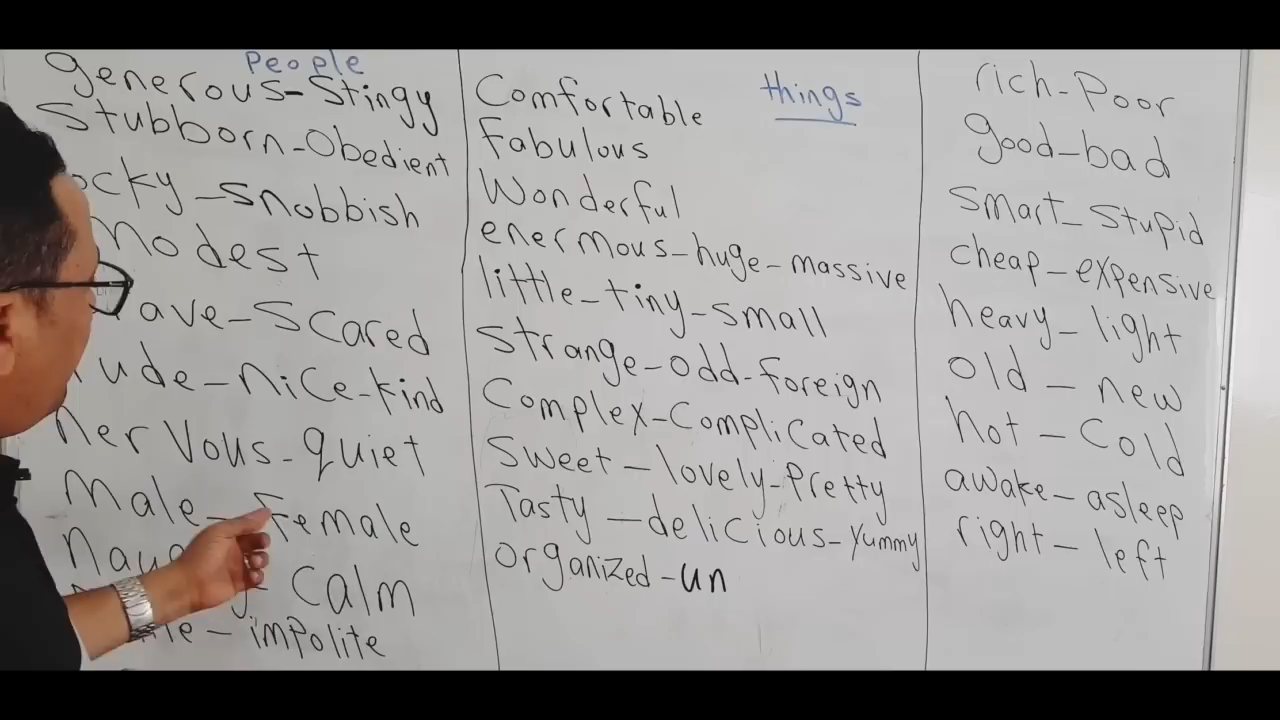 People
generous-Stingy
Stubborn-Obedient
ocky-Snobbish
Modest
ave-Scared
ude-nice-kind
NerVous-quiet
Male-Female
Calm
impolite
things
Comfortable
Fabulous
Wonderful
enermous-huge-massive
little-tiny-small
Strange-odd-Foreign
Complex-Complicated
Sweet-lovely-Pretty
Tasty-delicious-Yummy
organized-un
rich-Poor
good-bad
Smart-Stupid
cheap-expensive
heavy-light
Old-new
hot-Cold
awake-asleep
right-left